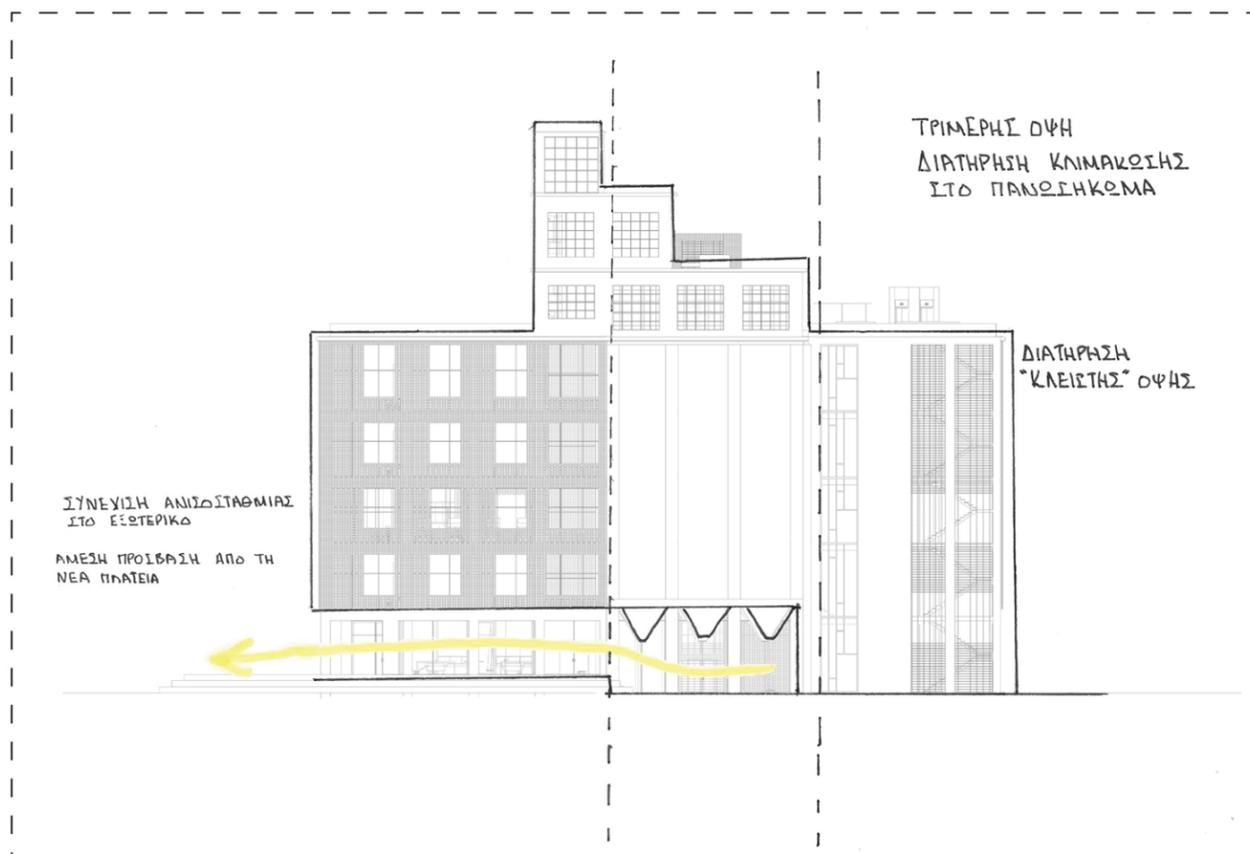 ΤΡΙΜΕΡΗΣ ΟΨΗ
ΔΙΑΤΗΡΗΣΗ ΚΛΙΜΑΚΩΣΗΣ
ΣΤΟ ΠΑΝΩΣΗΚΩΜΑ
ΔΙΑΤΗΡΗΣΗ
"ΚΛΕΙΣΤΗΣ" ΟΨΗΣ
ΣΥΝΕΧΙΣΗ ΑΝΙΣΟΣΤΑΘΜΙΑΣ
ΣΤΟ ΕΞΩΤΕΡΙΚΟ
ΑΜΕΣΗ ΠΡΟΣΒΑΣΗ ΑΠΟ ΤΗ
ΝΕΑ ΠΛΑΤΕΙΑ